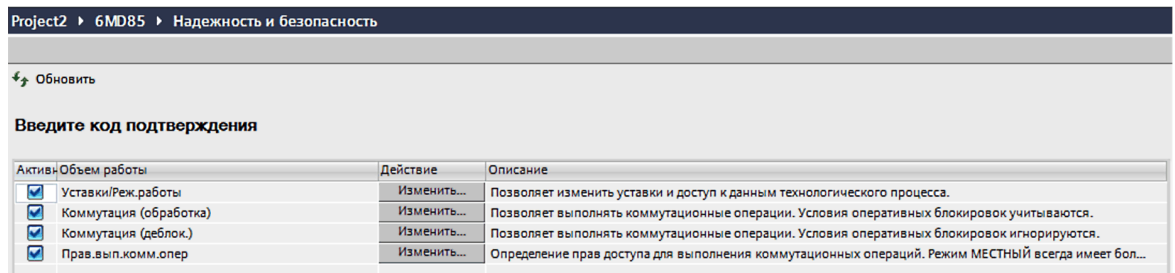 Project2 ▸ 6MD85 ▸ Надежность и безопасность
Обновить
Введите код подтверждения
Активн Объем работы Действие Описание
Уставки/Реж.работы Изменить... Позволяет изменить уставки и доступ к данным технологического процесса.
Коммутация (обработка) Изменить... Позволяет выполнять коммутационные операции. Условия оперативных блокировок учитываются.
Коммутация (деблок.) Изменить... Позволяет выполнять коммутационные операции. Условия оперативных блокировок игнорируются.
Прав.вып.комм.опер Изменить... Определение прав доступа для выполнения коммутационных операций. Режим МЕСТНЫЙ всегда имеет бол...